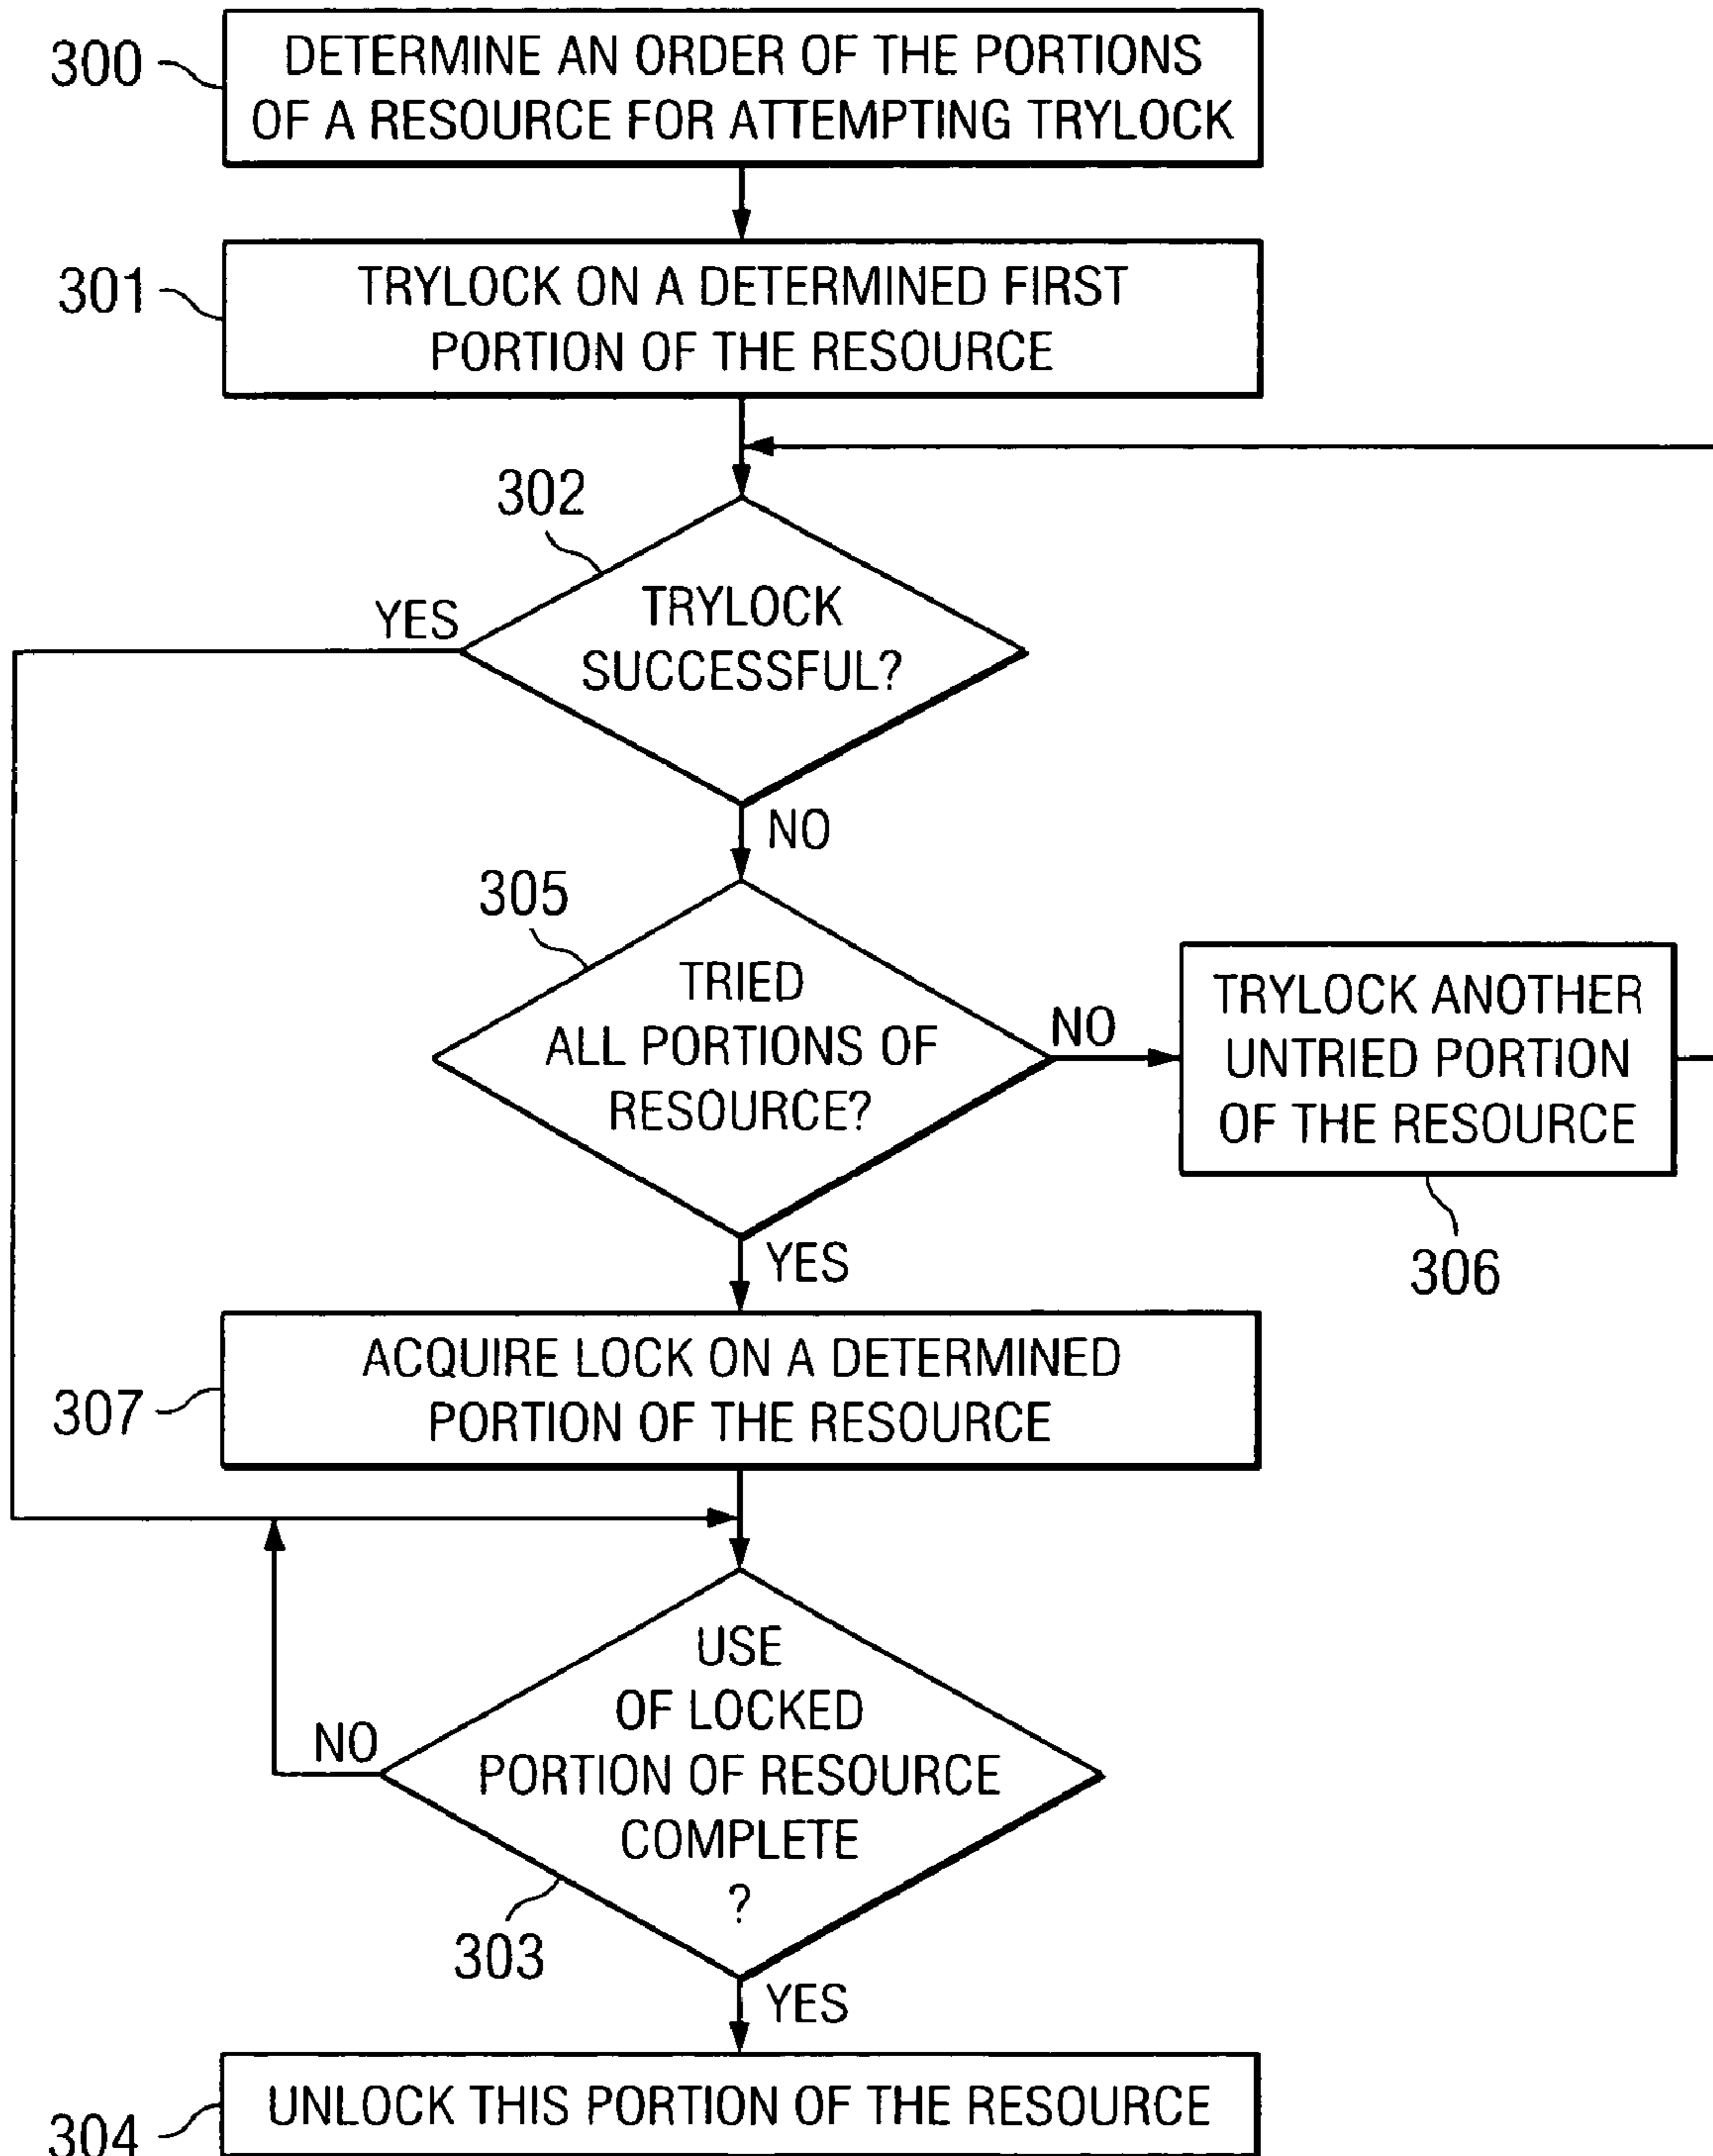 300
DETERMINE AN ORDER OF THE PORTIONS
OF A RESOURCE FOR ATTEMPTING TRYLOCK
301
TRYLOCK ON A DETERMINED FIRST
PORTION OF THE RESOURCE
302
YES
TRYLOCK
SUCCESSFUL?
NO
305
TRIED
ALL PORTIONS OF
RESOURCE?
NO
TRYLOCK ANOTHER
UNTRIED PORTION
OF THE RESOURCE
306
YES
307
ACQUIRE LOCK ON A DETERMINED
PORTION OF THE RESOURCE
USE
OF LOCKED
PORTION OF RESOURCE
COMPLETE
?
NO
303
YES
304
UNLOCK THIS PORTION OF THE RESOURCE